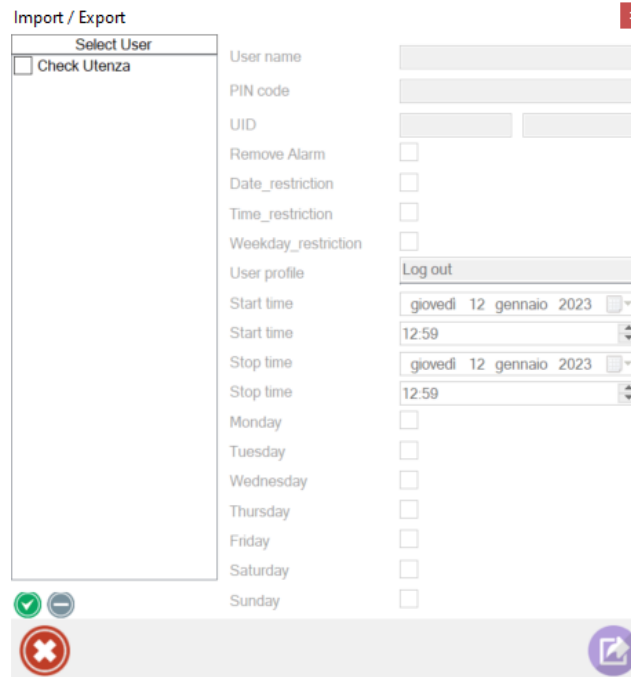 Import / Export
Select User
Check Utenza
User name
PIN code
UID
Remove Alarm
Date_restriction
Time_restriction
Weekday_restriction
User profile Log out
Start time giovedì 12 gennaio 2023
Start time 12:59
Stop time giovedì 12 gennaio 2023
Stop time 12:59
Monday
Tuesday
Wednesday
Thursday
Friday
Saturday
Sunday